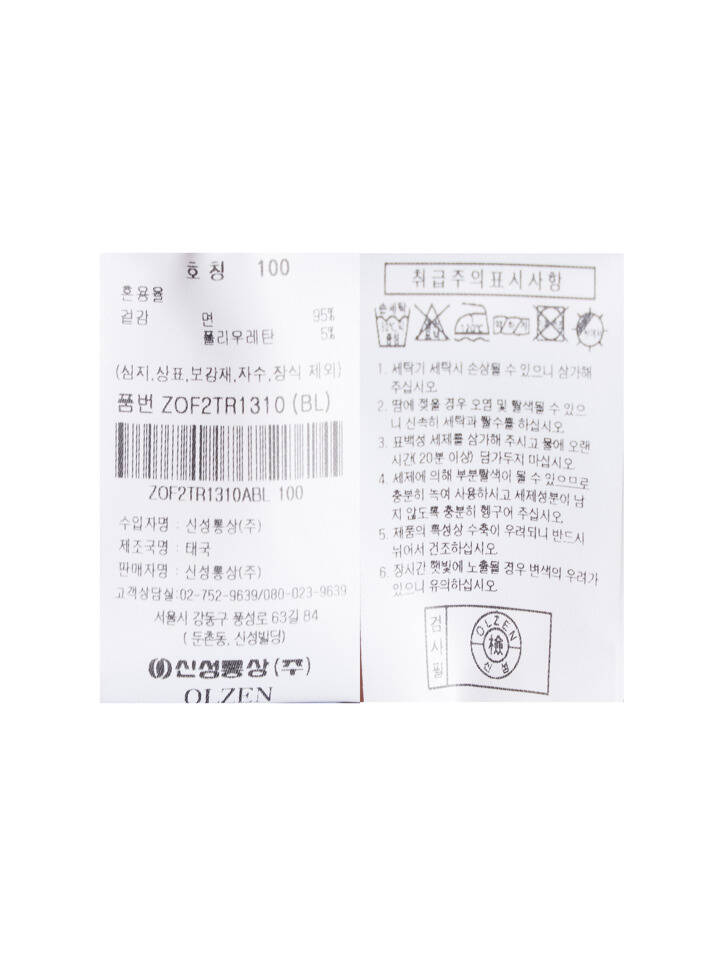 호 칭 100
혼용율
겉감 면 95%
폴리우레탄 5%
(심지,상표,보강재,자수,장식 제외)
품번 ZOF2TR1310 (BL)
ZOF2TR1310ABL 100
수입자명 : 신성통상(주)
제조국명 : 태국
판매자명 : 신성통상(주)
고객상담실:02-752-9639/080-023-9639
서울시 강동구 풍성로 63길 84
( 둔촌동, 신성빌딩)
신성통상(주)
OLZEN
취급주의표시사항
손세탁
중성
120℃
1. 세탁기 세탁시 손상될 수 있으니 삼가해
주십시오.
2. 땀에 젖을 경우 오염 및 탈색될 수 있으
니 신속히 세탁과 탈수를 하십시오.
3. 표백성 세제를 삼가해 주시고 물에 오랜
시간( 20분 이상) 담가두지 마십시오.
4. 세제에 의해 부분탈색이 될 수 있으므로
충분히 녹여 사용하시고 세제성분이 남
지 않도록 충분히 헹구어 주십시오.
5. 제품의 특성상 수축이 우려되니 반드시
뉘어서 건조하십시오.
6. 장시간 햇빛에 노출될 경우 변색의 우려가
있으니 유의하십시오.
검사필
OLZEN
檢
신성